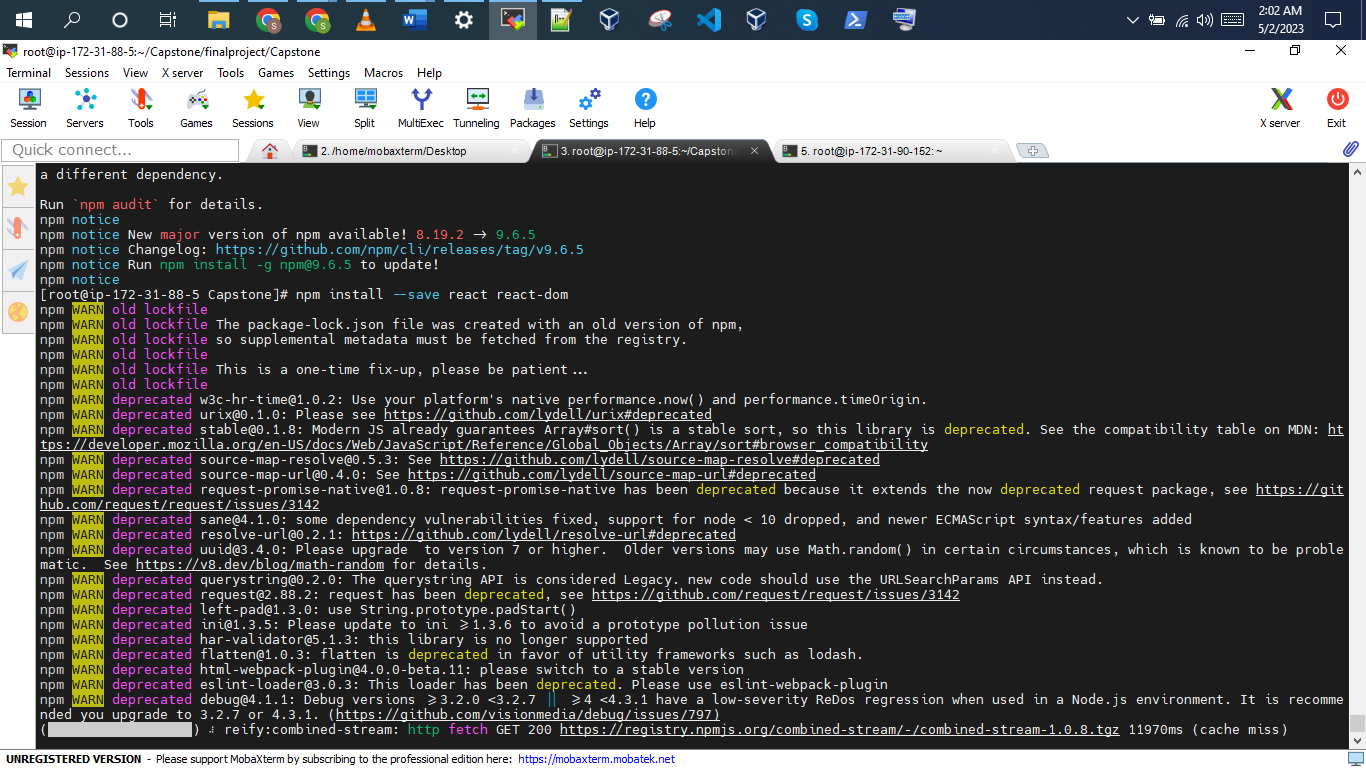 2:02 AM
5/2/2023
root@ip-172-31-88-5:~/Capstone/finalproject/Capstone
Terminal Sessions View X server Tools Games Settings Macros Help
Session Servers Tools Games Sessions View Split MultiExec Tunneling Packages Settings Help X server Exit
Quick connect... 2. /home/mobaxterm/Desktop 3. root@ip-172-31-88-5:~/Capstone 5. root@ip-172-31-90-152: ~
a different dependency.
Run `npm audit` for details.
npm notice
npm notice New major version of npm available! 8.19.2 → 9.6.5
npm notice Changelog: https://github.com/npm/cli/releases/tag/v9.6.5
npm notice Run npm install -g npm@9.6.5 to update!
npm notice
[root@ip-172-31-88-5 Capstone]# npm install --save react react-dom
npm WARN old lockfile
npm WARN old lockfile The package-lock.json file was created with an old version of npm,
npm WARN old lockfile so supplemental metadata must be fetched from the registry.
npm WARN old lockfile
npm WARN old lockfile This is a one-time fix-up, please be patient...
npm WARN old lockfile
npm WARN deprecated w3c-hr-time@1.0.2: Use your platform's native performance.now() and performance.timeOrigin.
npm WARN deprecated urix@0.1.0: Please see https://github.com/lydell/urix#deprecated
npm WARN deprecated stable@0.1.8: Modern JS already guarantees Array#sort() is a stable sort, so this library is deprecated. See the compatibility table on MDN: ht
tps://developer.mozilla.org/en-US/docs/Web/JavaScript/Reference/Global_Objects/Array/sort#browser_compatibility
npm WARN deprecated source-map-resolve@0.5.3: See https://github.com/lydell/source-map-resolve#deprecated
npm WARN deprecated source-map-url@0.4.0: See https://github.com/lydell/source-map-url#deprecated
npm WARN deprecated request-promise-native@1.0.8: request-promise-native has been deprecated because it extends the now deprecated request package, see https://git
hub.com/request/request/issues/3142
npm WARN deprecated sane@4.1.0: some dependency vulnerabilities fixed, support for node < 10 dropped, and newer ECMAScript syntax/features added
npm WARN deprecated resolve-url@0.2.1: https://github.com/lydell/resolve-url#deprecated
npm WARN deprecated uuid@3.4.0: Please upgrade  to version 7 or higher.  Older versions may use Math.random() in certain circumstances, which is known to be proble
matic.  See https://v8.dev/blog/math-random for details.
npm WARN deprecated querystring@0.2.0: The querystring API is considered Legacy. new code should use the URLSearchParams API instead.
npm WARN deprecated request@2.88.2: request has been deprecated, see https://github.com/request/request/issues/3142
npm WARN deprecated left-pad@1.3.0: use String.prototype.padStart()
npm WARN deprecated ini@1.3.5: Please update to ini ⩾1.3.6 to avoid a prototype pollution issue
npm WARN deprecated har-validator@5.1.3: this library is no longer supported
npm WARN deprecated flatten@1.0.3: flatten is deprecated in favor of utility frameworks such as lodash.
npm WARN deprecated html-webpack-plugin@4.0.0-beta.11: please switch to a stable version
npm WARN deprecated eslint-loader@3.0.3: This loader has been deprecated. Please use eslint-webpack-plugin
npm WARN deprecated debug@4.1.1: Debug versions ⩾3.2.0 <3.2.7 || ⩾4 <4.3.1 have a low-severity ReDos regression when used in a Node.js environment. It is recomme
nded you upgrade to 3.2.7 or 4.3.1. (https://github.com/visionmedia/debug/issues/797)
( ) ⠼ reify:combined-stream: http fetch GET 200 https://registry.npmjs.org/combined-stream/-/combined-stream-1.0.8.tgz 11970ms (cache miss)
UNREGISTERED VERSION - Please support MobaXterm by subscribing to the professional edition here: https://mobaxterm.mobatek.net